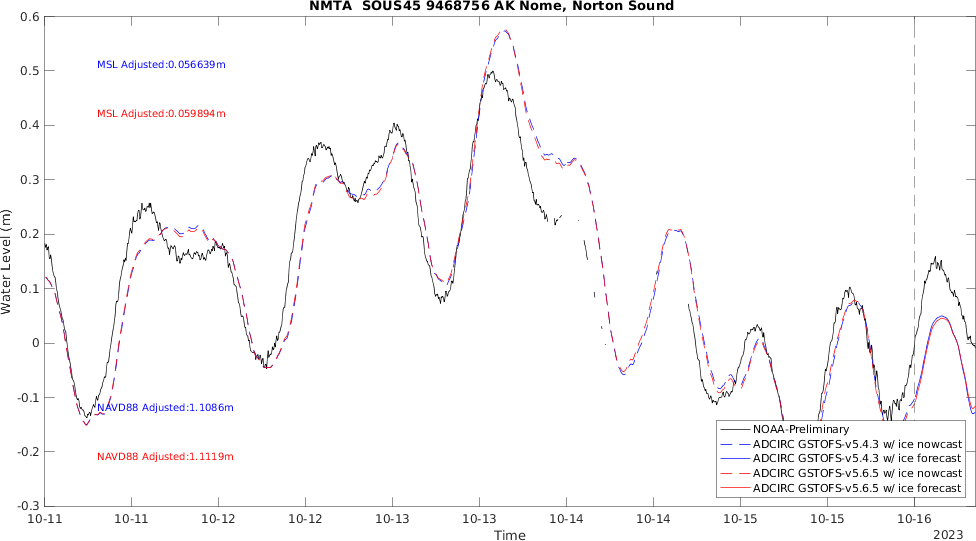 NMTA SOUS45 9468756 AK Nome, Norton Sound
0.6
0.5
0.4
0.3
0.2
0.1
0
-0.1
-0.2
-0.3
Water Level (m)
MSL Adjusted:0.056639m
MSL Adjusted:0.059894m
NAVD88 Adjusted:1.1086m
NAVD88 Adjusted:1.1119m
NOAA-Preliminary
ADCIRC GSTOFS-v5.4.3 w/ ice nowcast
ADCIRC GSTOFS-v5.4.3 w/ ice forecast
ADCIRC GSTOFS-v5.6.5 w/ ice nowcast
ADCIRC GSTOFS-v5.6.5 w/ ice forecast
10-11 10-11 10-12 10-12 10-13 10-13 10-14 10-14 10-15 10-15 10-16
Time
2023